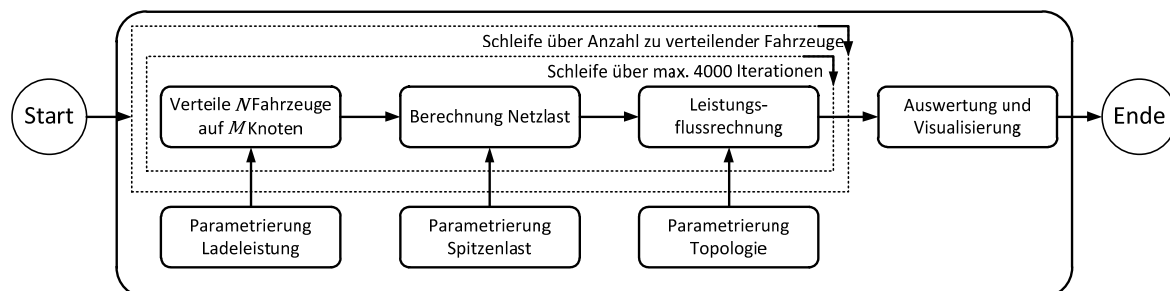 Schleife über Anzahl zu verteilender Fahrzeuge
Schleife über max. 4000 Iterationen
Start
Verteile N Fahrzeuge
auf M Knoten
Berechnung Netzlast
Leistungs-
flussrechnung
Auswertung und
Visualisierung
Ende
Parametrierung
Ladeleistung
Parametrierung
Spitzenlast
Parametrierung
Topologie